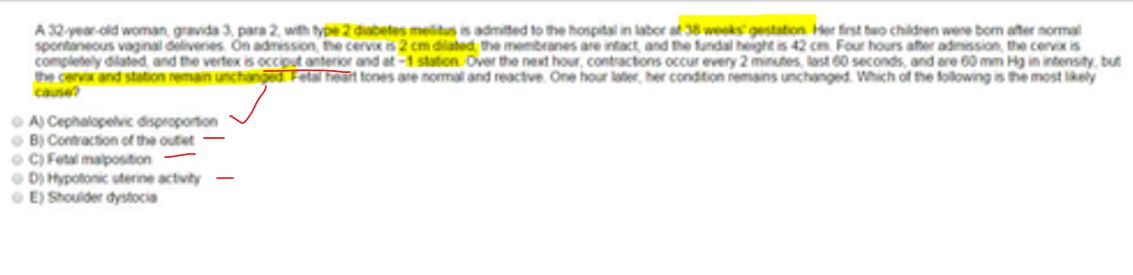 A 32-year-old woman, gravida 3, para 2, with type 2 diabetes mellitus is admitted to the hospital in labor at 38 weeks' gestation. Her first two children were born after normal
spontaneous vaginal deliveries. On admission, the cervix is 2 cm dilated, the membranes are intact, and the fundal height is 42 cm. Four hours after admission, the cervix is
completely dilated, and the vertex is occiput anterior and at −1 station. Over the next hour, contractions occur every 2 minutes, last 60 seconds, and are 60 mm Hg in intensity, but
the cervix and station remain unchanged. Fetal heart tones are normal and reactive. One hour later, her condition remains unchanged. Which of the following is the most likely
cause?
A) Cephalopelvic disproportion
B) Contraction of the outlet
C) Fetal malposition
D) Hypotonic uterine activity
E) Shoulder dystocia